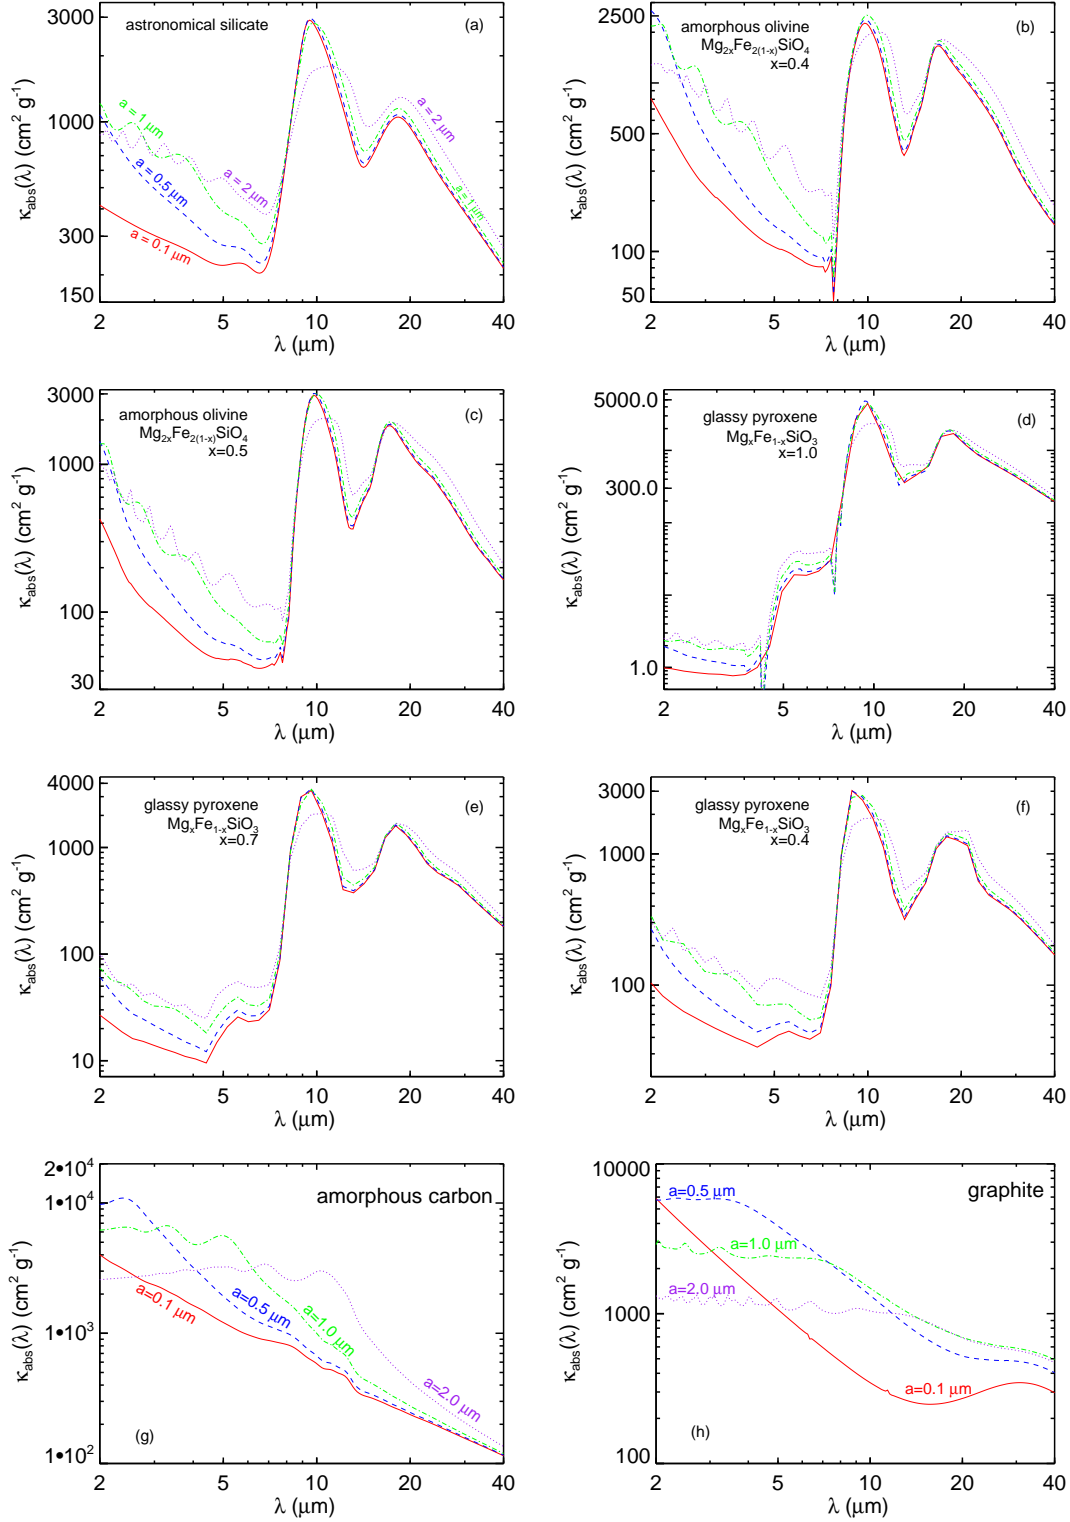 3000
1000
300
150
astronomical silicate
(a)
a = 1 μm
a = 0.5 μm
a = 0.1 μm
a = 2 μm
a = 2 μm
a = 1 μm
κabs(λ) (cm2 g-1)
2 5 10 20 40
λ (μm)
2500
500
100
50
amorphous olivine
(b)
Mg2xFe2(1-x)SiO4
x=0.4
κabs(λ) (cm2 g-1)
2 5 10 20 40
λ (μm)
3000
1000
100
30
amorphous olivine
(c)
Mg2xFe2(1-x)SiO4
x=0.5
κabs(λ) (cm2 g-1)
2 5 10 20 40
λ (μm)
5000.0
300.0
1.0
glassy pyroxene
(d)
MgxFe1-xSiO3
x=1.0
κabs(λ) (cm2 g-1)
2 5 10 20 40
λ (μm)
4000
1000
100
10
glassy pyroxene
(e)
MgxFe1-xSiO3
x=0.7
κabs(λ) (cm2 g-1)
2 5 10 20 40
λ (μm)
3000
1000
100
glassy pyroxene
(f)
MgxFe1-xSiO3
x=0.4
κabs(λ) (cm2 g-1)
2 5 10 20 40
λ (μm)
2•104
1•104
1•103
1•102
amorphous carbon
a=0.1 μm
a=0.5 μm
a=1.0 μm
a=2.0 μm
(g)
κabs(λ) (cm2 g-1)
2 5 10 20 40
λ (μm)
10000
1000
100
graphite
a=0.5 μm
a=1.0 μm
a=2.0 μm
a=0.1 μm
(h)
κabs(λ) (cm2 g-1)
2 5 10 20 40
λ (μm)